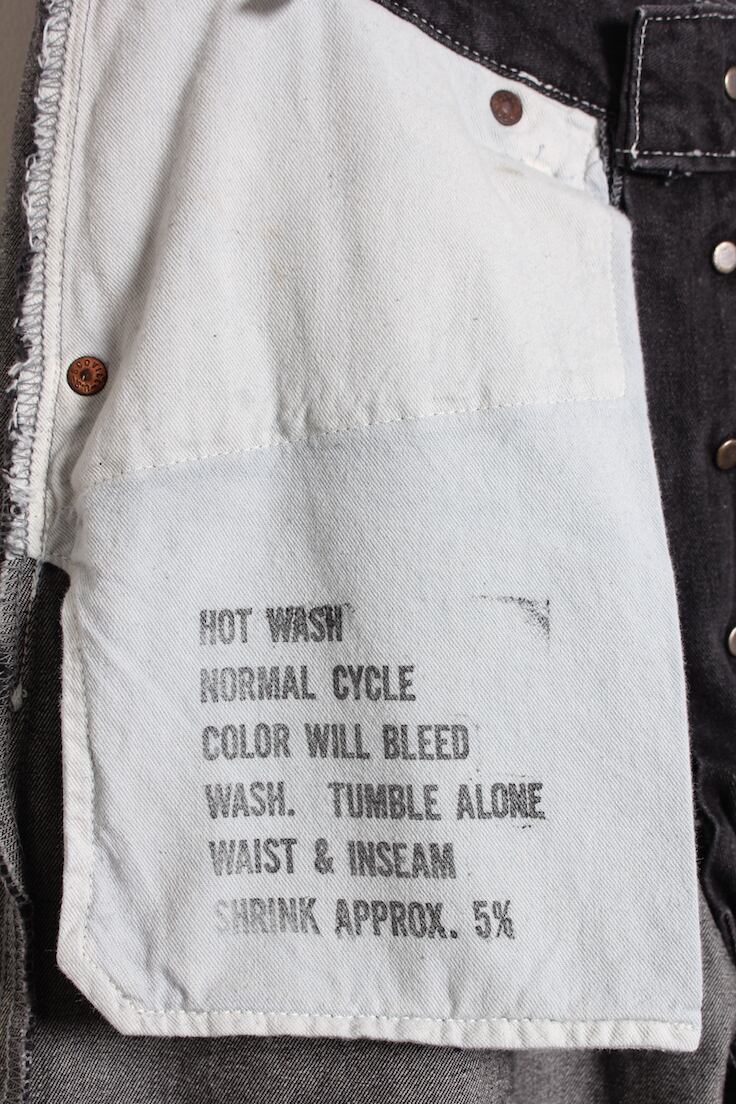 HOT WASH
NORMAL CYCLE
COLOR WILL BLEED
WASH. TUMBLE ALONE
WAIST & INSEAM
SHRINK APPROX. 5%